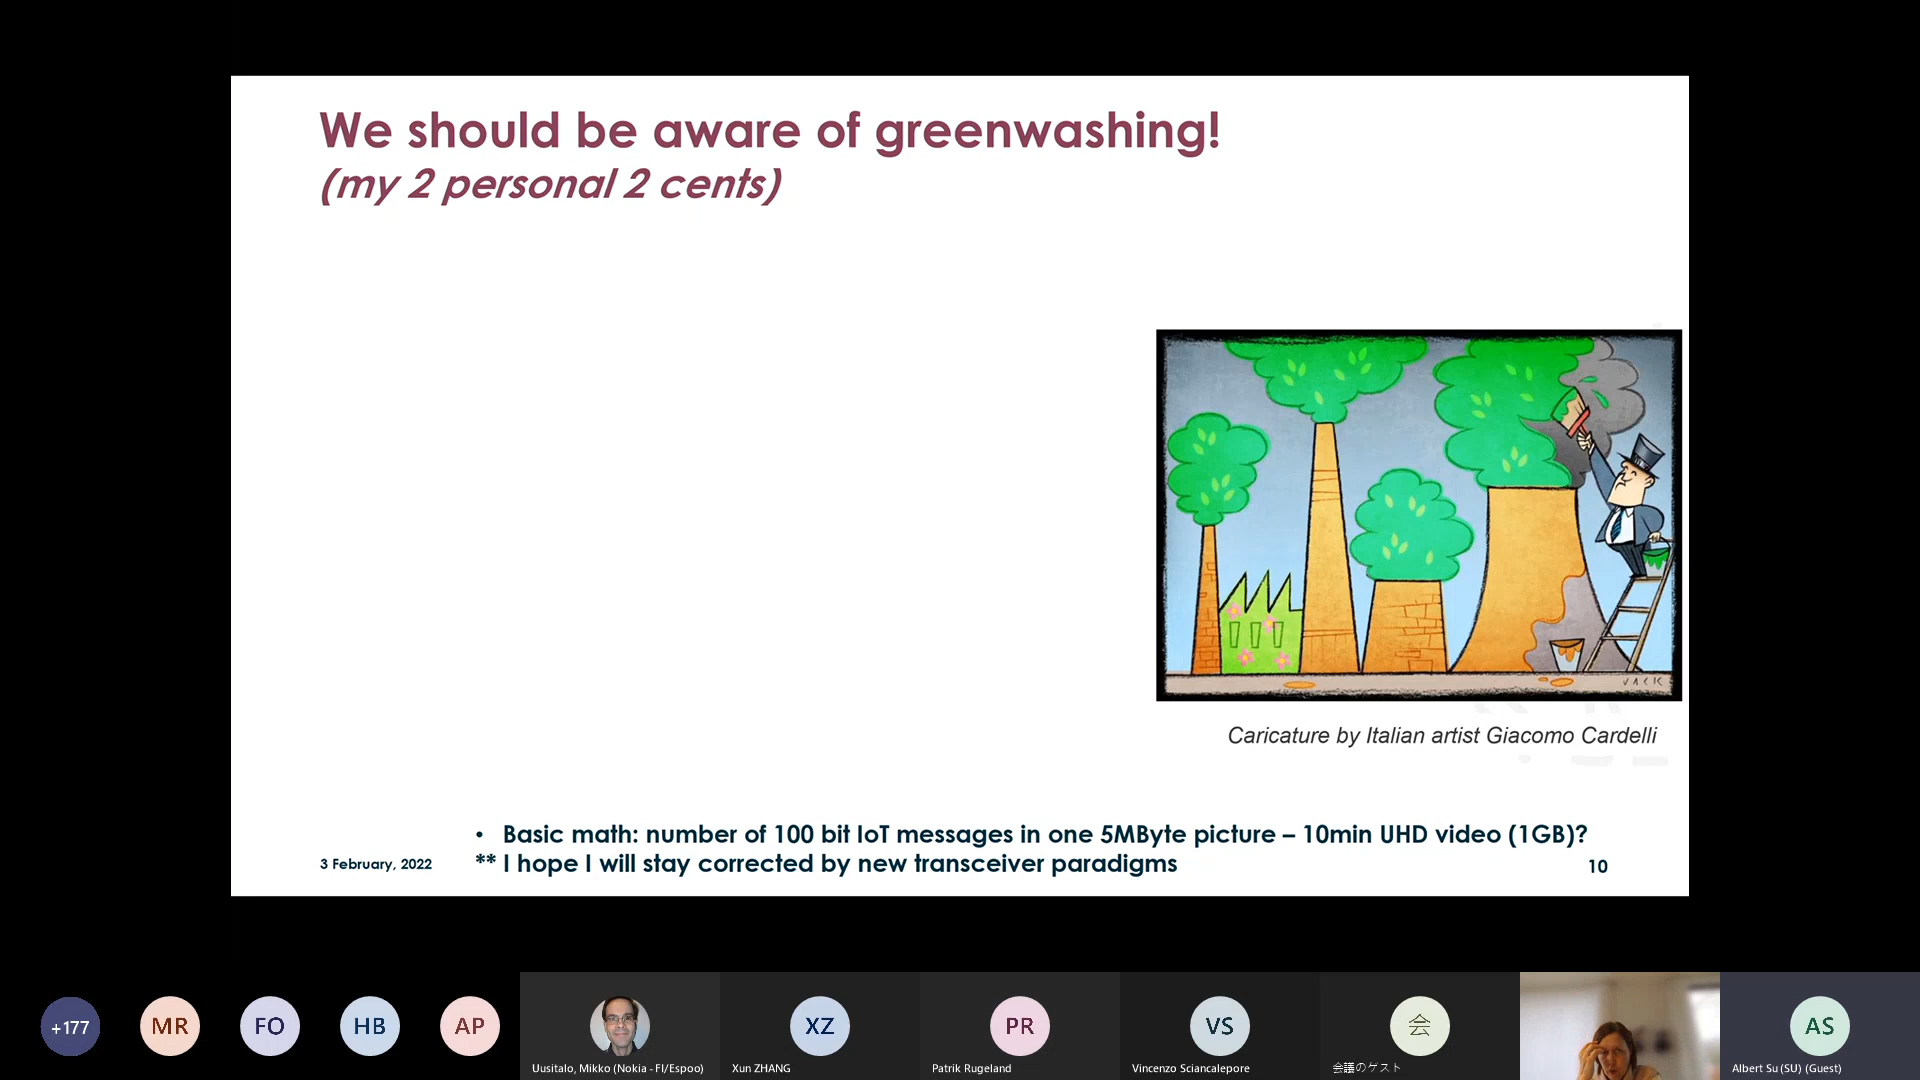 We should be aware of greenwashing!
(my 2 personal 2 cents)
VACK
Caricature by Italian artist Giacomo Cardelli
• Basic math: number of 100 bit IoT messages in one 5MByte picture – 10min UHD video (1GB)?
** I hope I will stay corrected by new transceiver paradigms
3 February, 2022
10
+177
MR
FO
HB
AP
Uusitalo, Mikko (Nokia - FI/Espoo)
XZ
Xun ZHANG
PR
Patrik Rugeland
VS
Vincenzo Sciancalepore
会
会議のゲスト
AS
Albert Su (SU) (Guest)